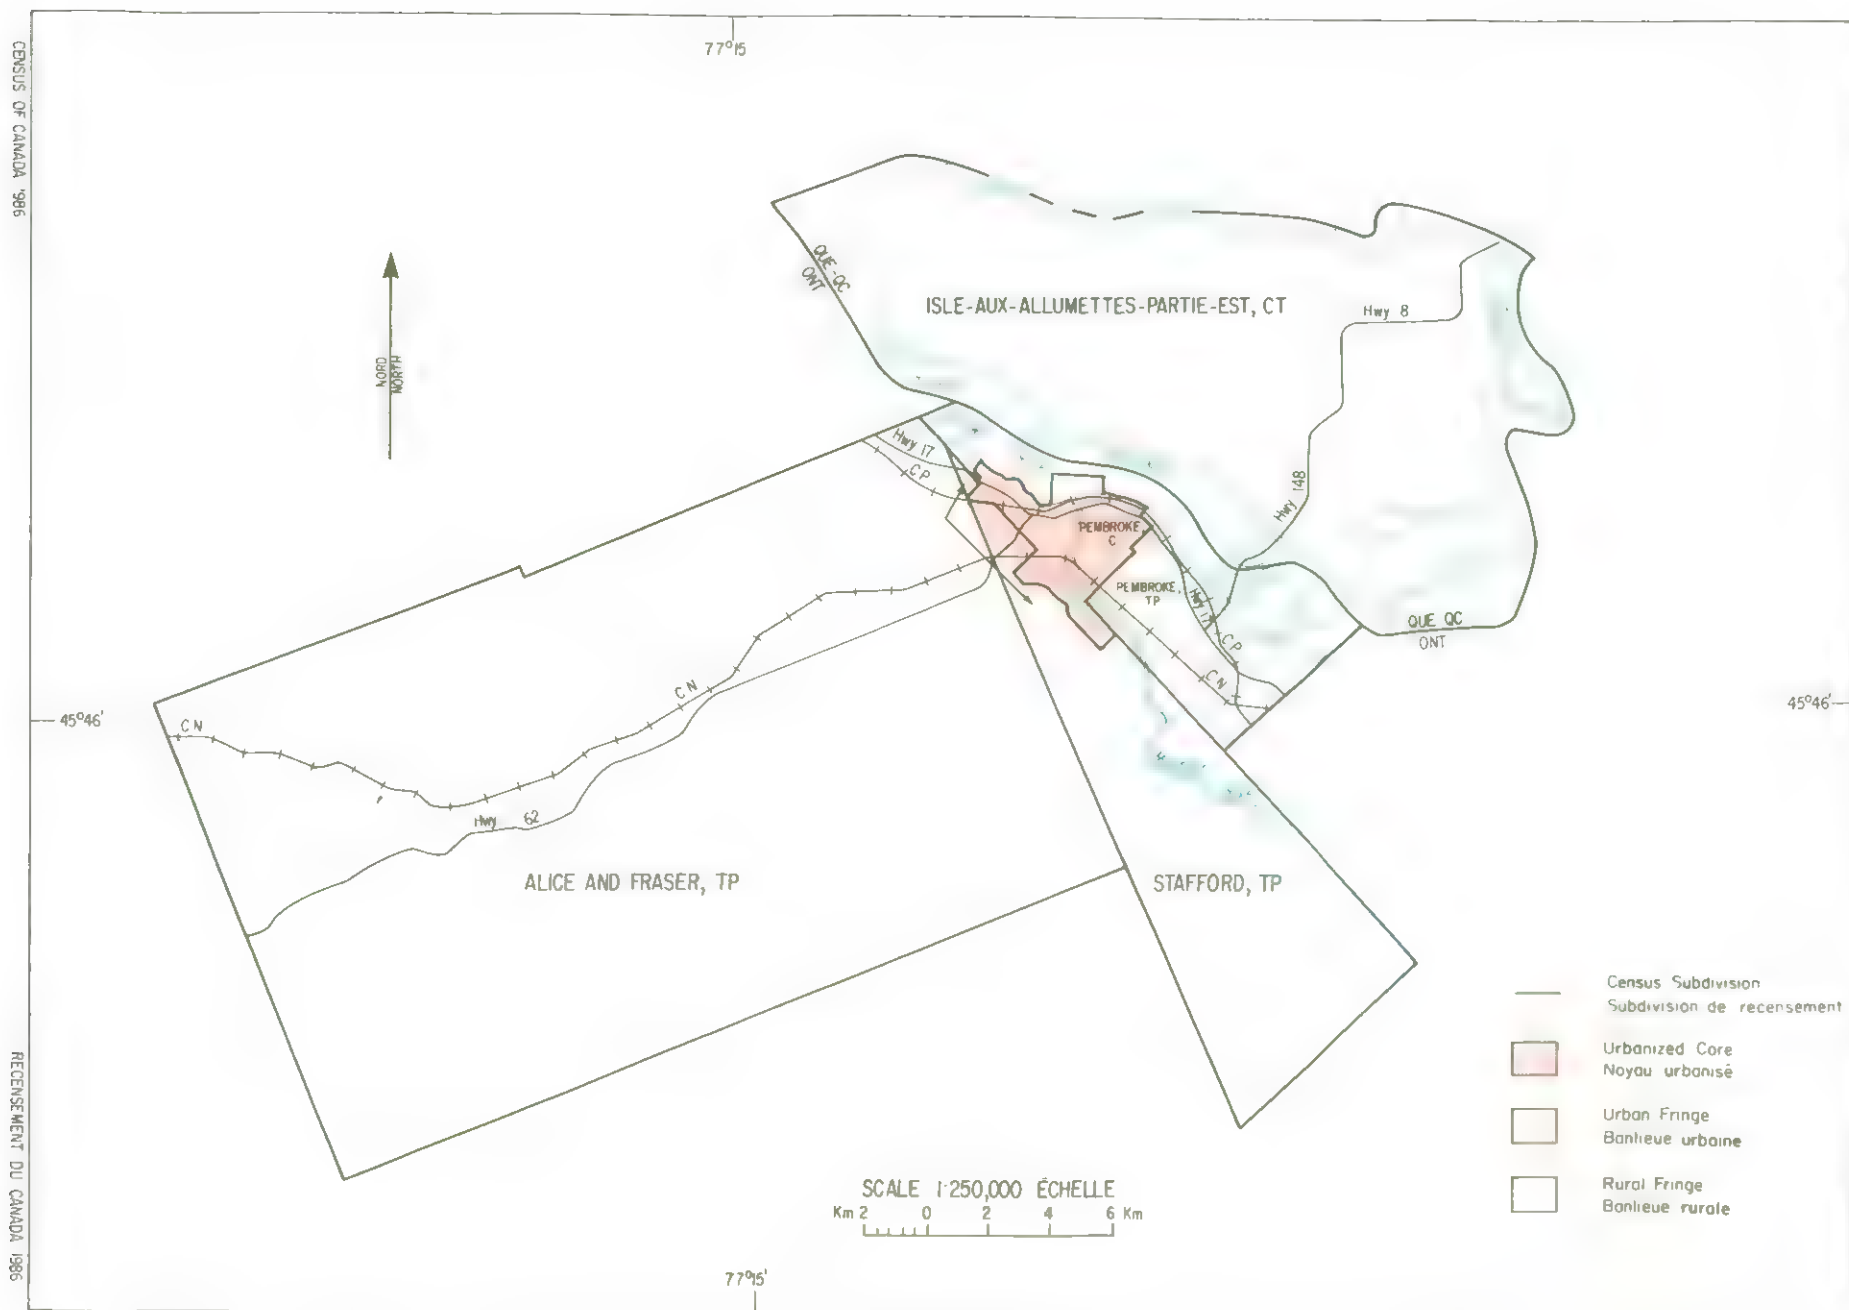 CENSUS OF CANADA 1986
RECENSEMENT DU CANADA 1986
77°15
QUE-QC
ONT
ISLE-AUX-ALLUMETTES-PARTIE-EST, CT
Hwy 8
NORD
NORTH
Hwy 17
CP
Hwy 148
PEMBROKE
C
PEMBROKE,
TP
Hwy 17
CP
QUE QC
ONT
CN
CN
45°46'
45°46'
CN
Hwy 62
ALICE AND FRASER, TP
STAFFORD, TP
Census Subdivision
Subdivision de recensement
Urbanized Core
Noyau urbanisé
Urban Fringe
Banlieue urbaine
Rural Fringe
Banlieue rurale
SCALE 1:250,000 ÉCHELLE
Km 2 0 2 4 6 Km
77°15'